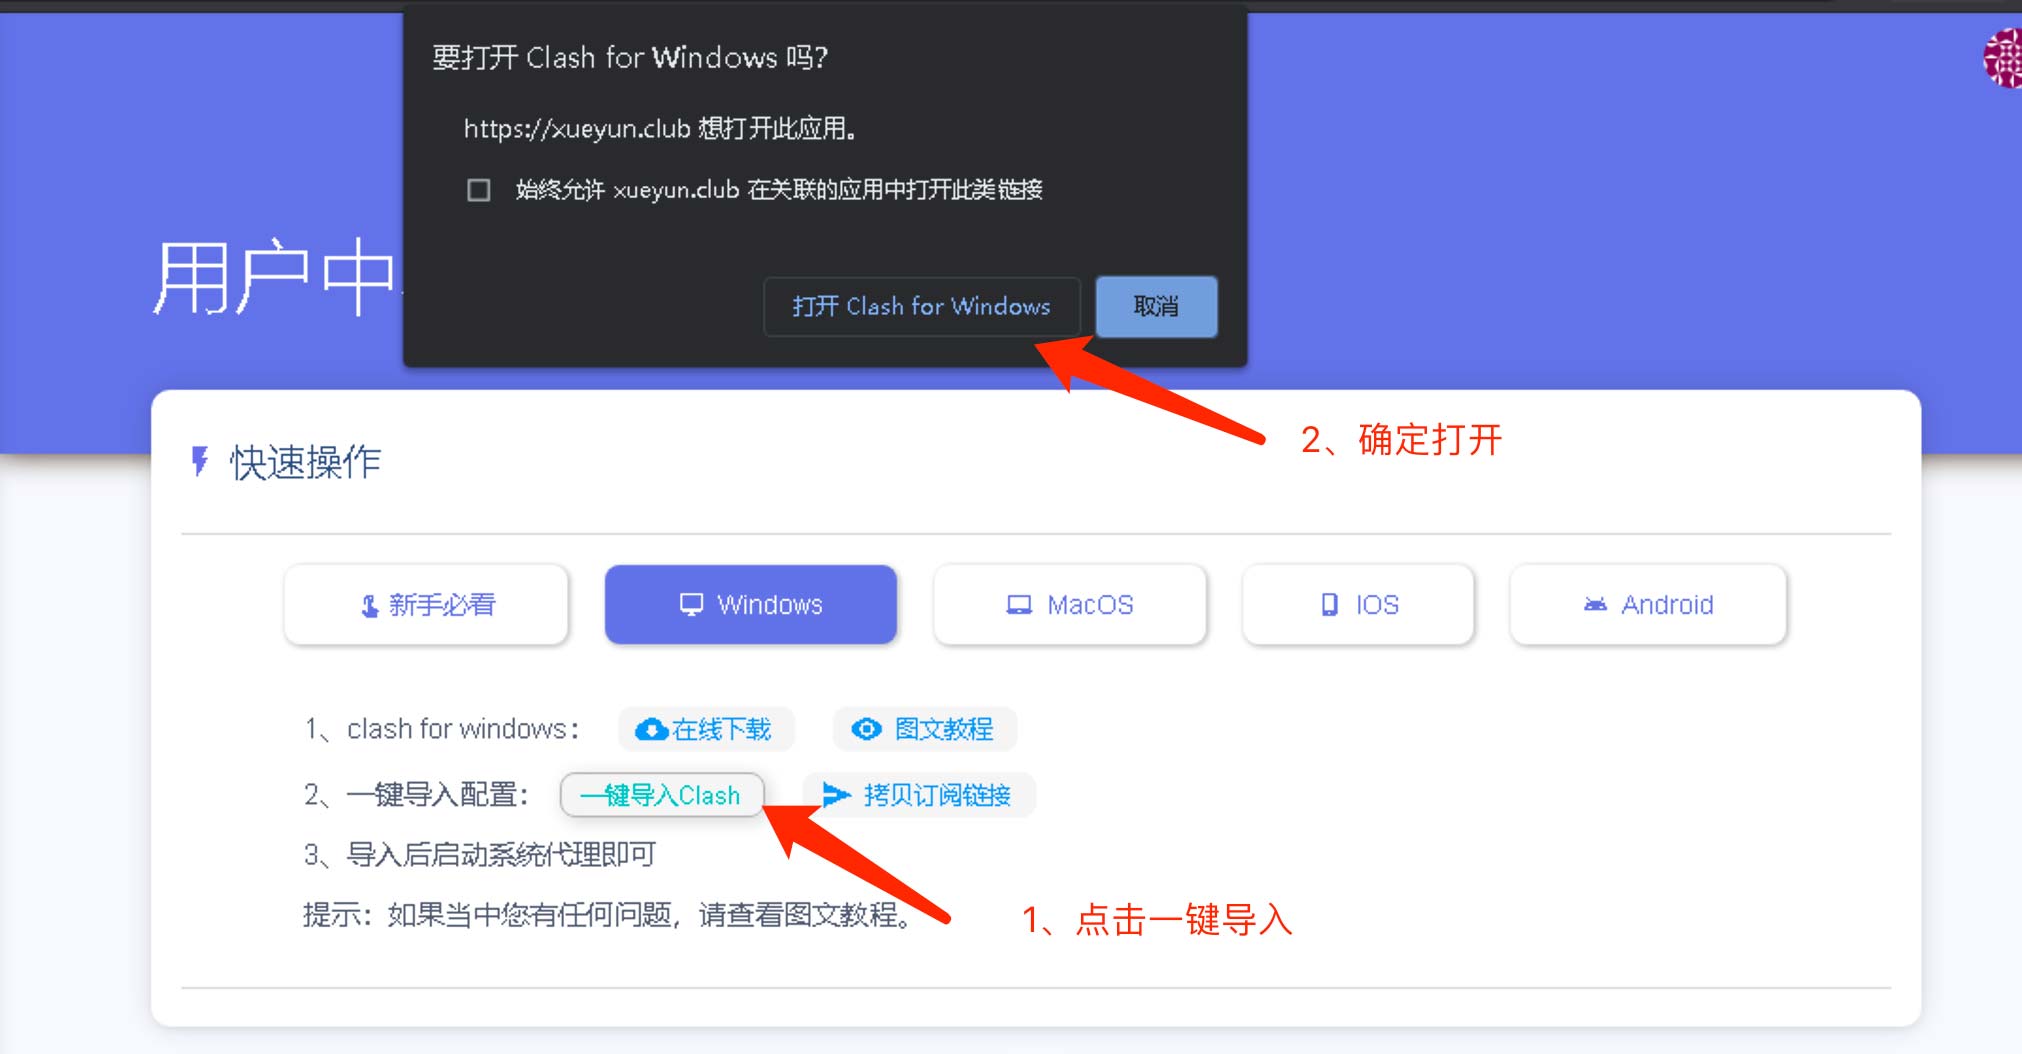 要打开 Clash for Windows 吗?
https://xueyun.club 想打开此应用。
始终允许 xueyun.club 在关联的应用中打开此类链接
打开 Clash for Windows
取消
用户中
2、确定打开
快速操作
新手必看
Windows
MacOS
IOS
Android
1、clash for windows：
在线下载
图文教程
2、一键导入配置：
一键导入Clash
拷贝订阅链接
3、导入后启动系统代理即可
提示：如果当中您有任何问题，请查看图文教程。
1、点击一键导入